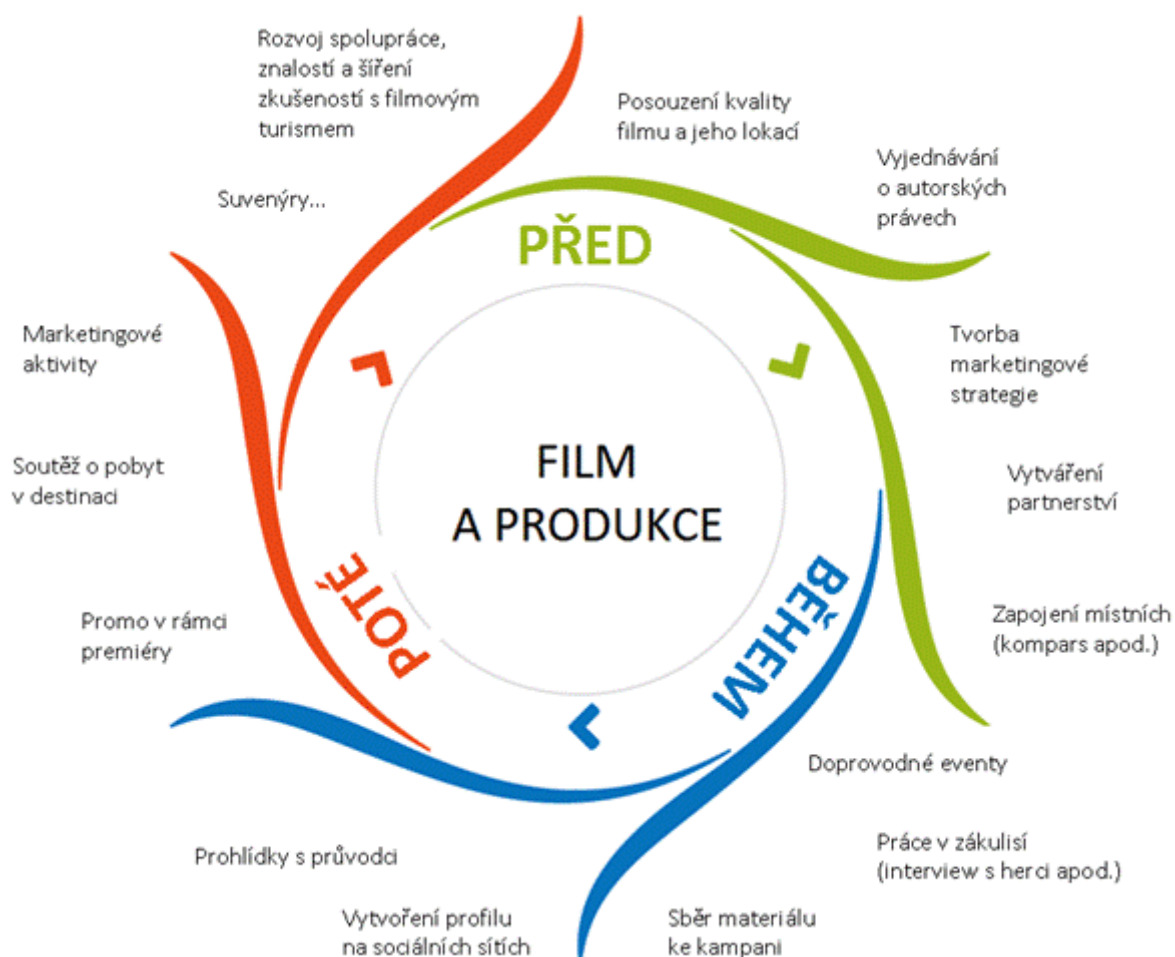 Rozvoj spolupráce,
znalostí a šíření
zkušeností s filmovým
turismem
Posouzení kvality
filmu a jeho lokací
Vyjednávání
o autorských
právech
Suvenýry...
PŘED
Marketingové
aktivity
Tvorba
marketingové
strategie
FILM
A PRODUKCE
Soutěž o pobyt
v destinaci
Vytváření
partnerství
POTÉ
BĚHEM
Promo v rámci
premiéry
Zapojení místních
(kompars apod.)
Doprovodné eventy
Prohlídky s průvodci
Práce v zákulisí
(interview s herci apod.)
Vytvoření profilu
na sociálních sítích
Sběr materiálu
ke kampani